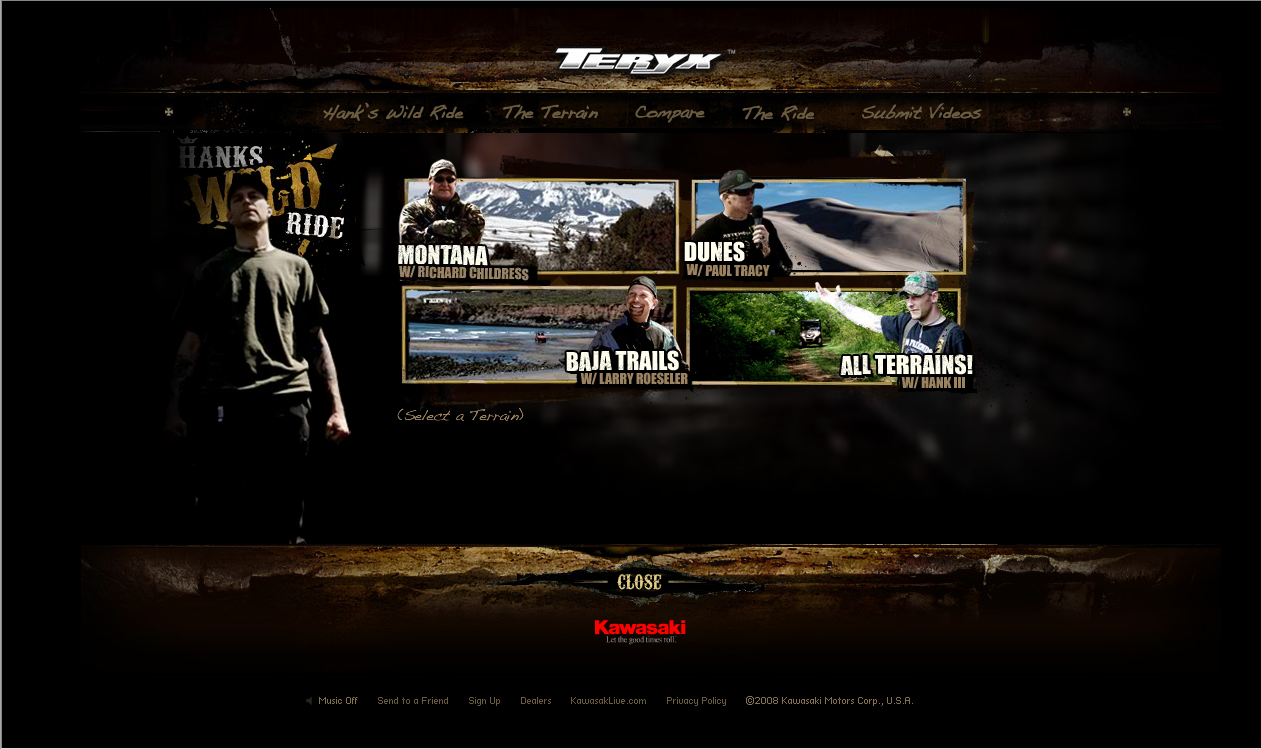 TERYX™
Hank's Wild Ride The Terrain Compare The Ride Submit Videos
HANKS
WILD
RIDE
MONTANA
W/ RICHARD CHILDRESS
DUNES
W/ PAUL TRACY
BAJA TRAILS
W/ LARRY ROESELER
ALL TERRAINS!
W/ HANK III
(Select a Terrain)
CLOSE
Kawasaki
Let the good times roll.
Music Off Send to a Friend Sign Up Dealers KawasakiLive.com Privacy Policy ©2008 Kawasaki Motors Corp., U.S.A.